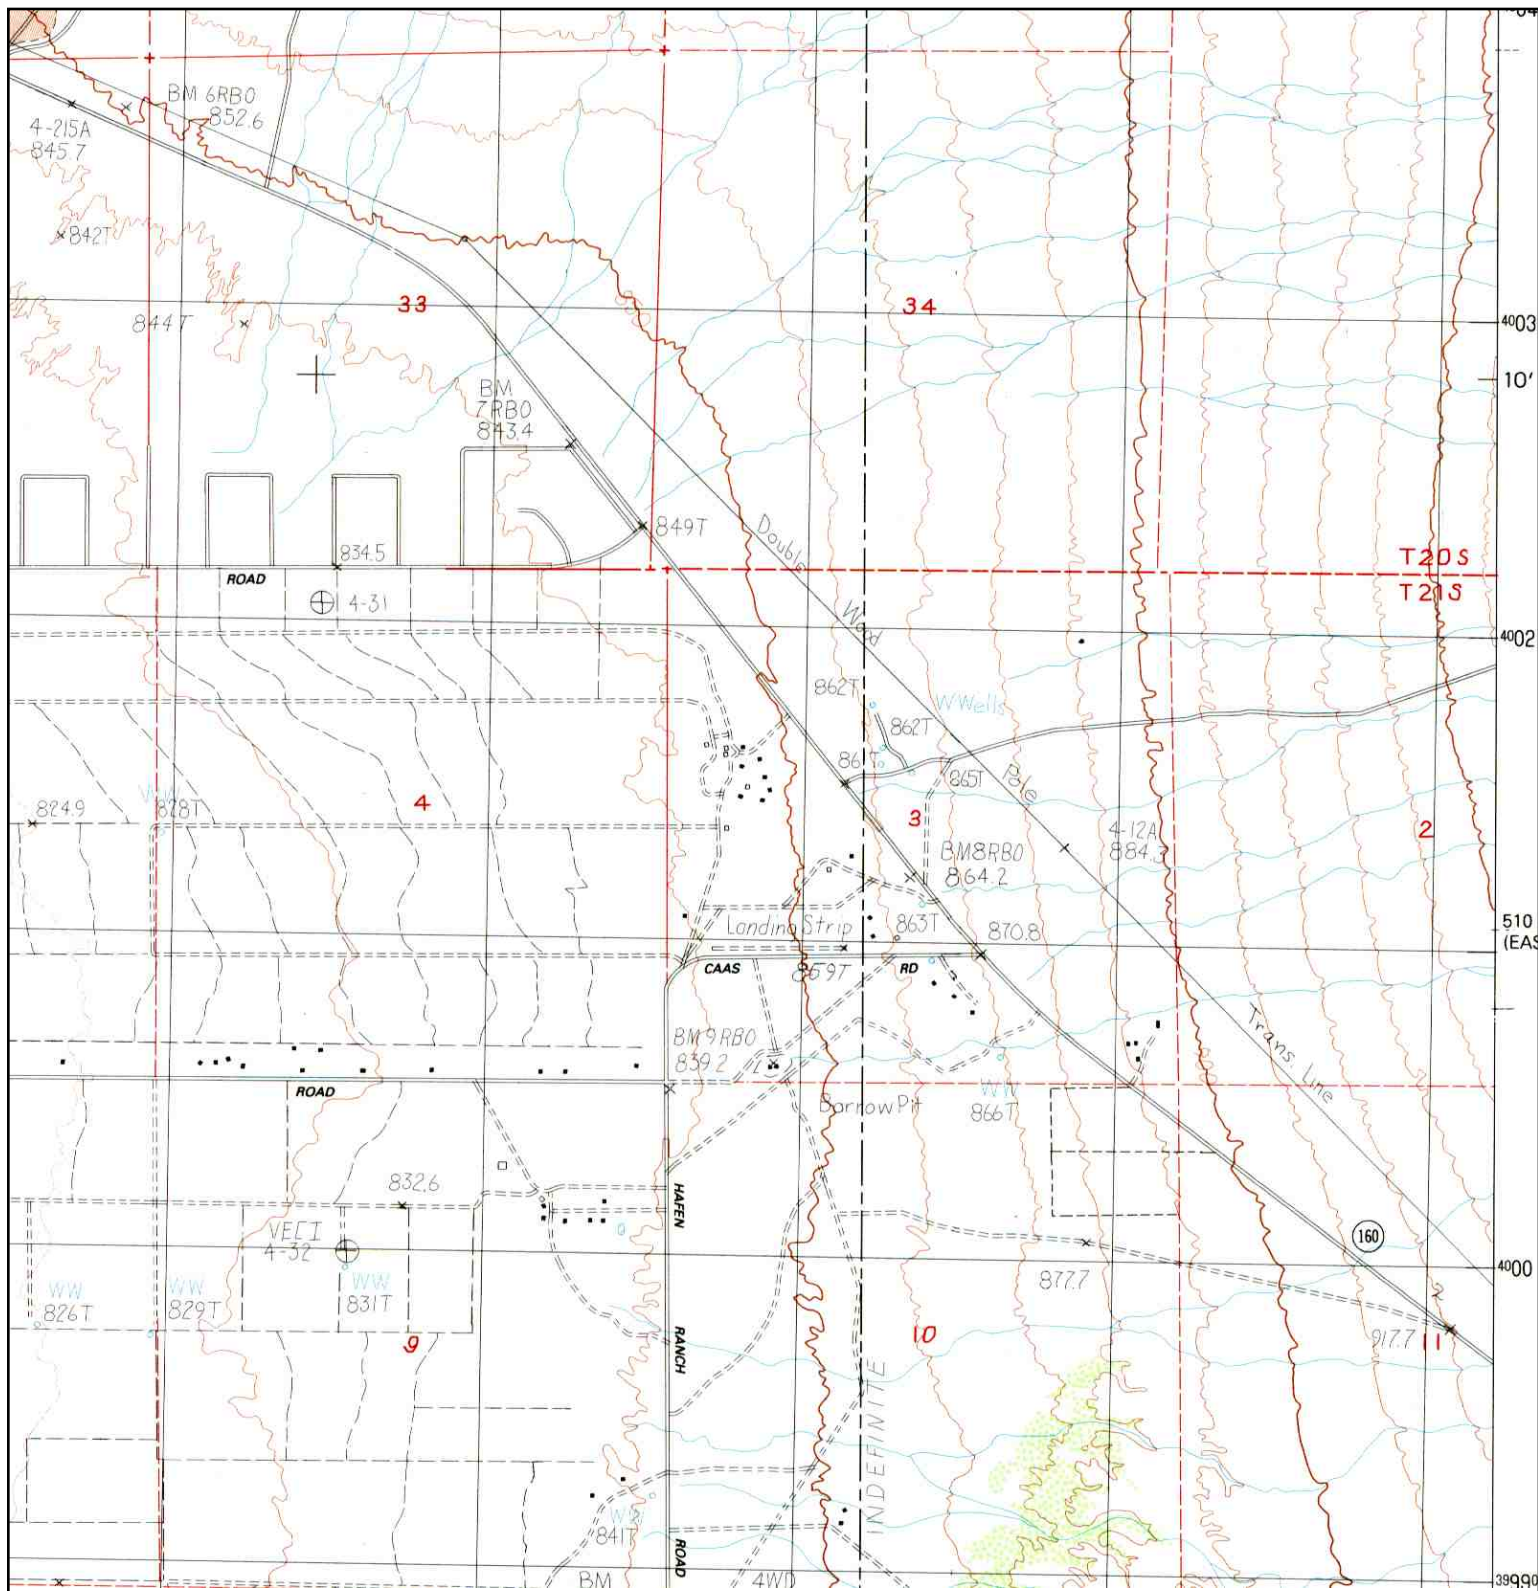 BM 6RBO
852.6
4-215A
845.7
842T
33
34
844T
4003
10'
BM
7RBO
843.4
849T
Double
834.5
ROAD
T20S
T21S
4-31
4002
Wood
862T
W Wells
862T
865T
Pole
824.9
828T
4
3
2
4-12A
884.3
BM8RBO
864.2
Landing Strip
863T
870.8
510
CAAS
859T
RD
BM 9RBO
839.2
Trans. Line
ROAD
Borrow Pit
WW
866T
832.6
HAFEN
160
VECI
4-32
877.7
4000
WW
826T
WW
829T
WW
831T
9
RANCH
10
917.7
11
INDEFINITE
841T
ROAD
BM
4WD